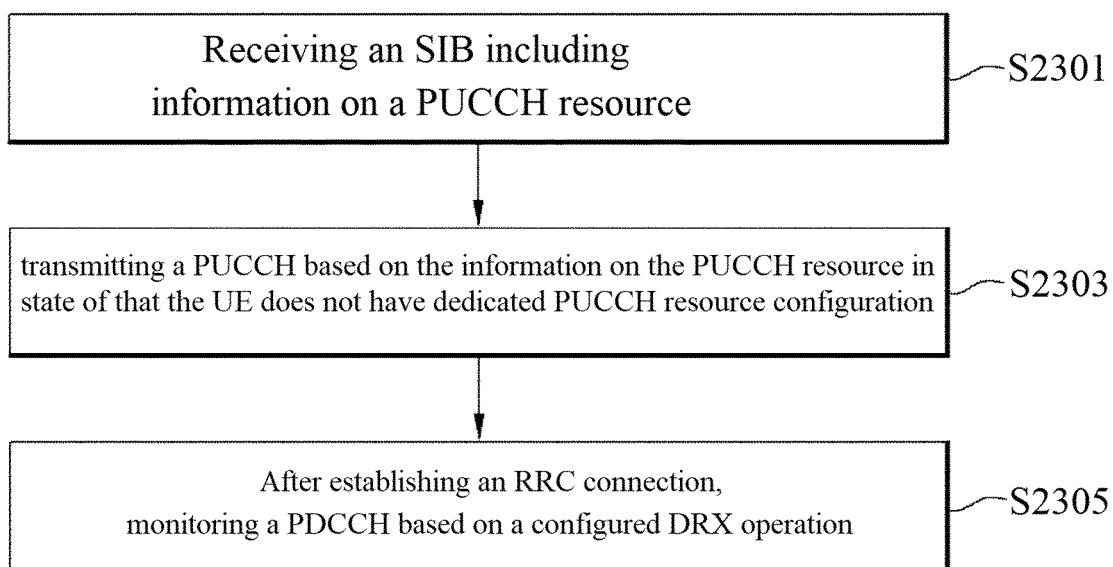 Receiving an SIB including
information on a PUCCH resource
S2301
transmitting a PUCCH based on the information on the PUCCH resource in
state of that the UE does not have dedicated PUCCH resource configuration
S2303
After establishing an RRC connection,
monitoring a PDCCH based on a configured DRX operation
S2305